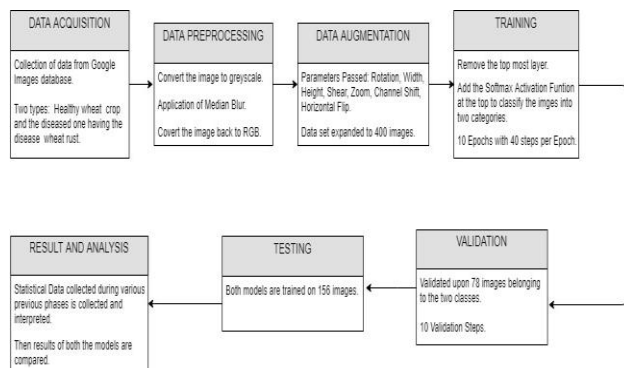 DATA ACQUISITION
Collection of data from Google
Images database.
Two types: Healthy wheat crop
and the diseased one having the
disease wheat rust.
DATA PREPROCESSING
Convert the image to greyscale.
Application of Median Blur.
Covert the image back to RGB.
DATA AUGMENTATION
Parameters Passed: Rotation, Width,
Height, Shear, Zoom, Channel Shift,
Horizontal Flip.
Data set expanded to 400 images.
TRAINING
Remove the top most layer.
Add the Softmax Activation Funtion
at the top to classify the imges into
two categories.
10 Epochs with 40 steps per Epoch.
VALIDATION
Validated upon 78 images belonging
to the two classes.
10 Validation Steps.
TESTING
Both models are trained on 156 images.
RESULT AND ANALYSIS
Statistical Data collected during various
previous phases is collected and
interpreted.
Then results of both the models are
compared.